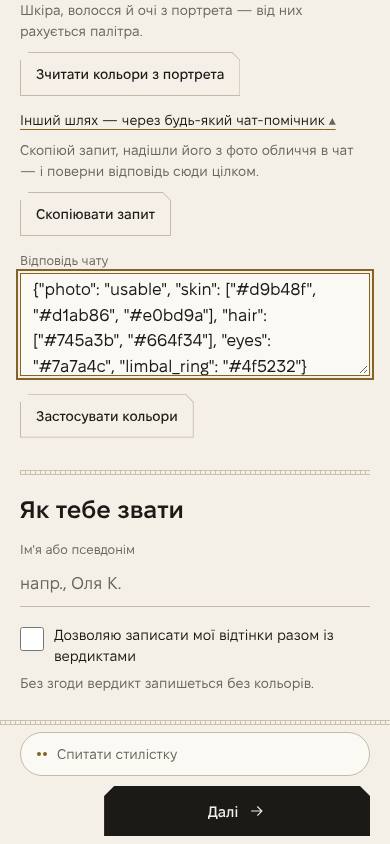 Шкіра, волосся й очі з портрета — від них
рахується палітра.
Зчитати кольори з портрета
Інший шлях — через будь-який чат-помічник ▴
Скопіюй запит, надішли його з фото обличчя в чат
— і поверни відповідь сюди цілком.
Скопіювати запит
Відповідь чату
{"photo": "usable", "skin": ["#d9b48f",
"#d1ab86", "#e0bd9a"], "hair":
["#745a3b", "#664f34"], "eyes":
"#7a7a4c", "limbal_ring": "#4f5232"}
Застосувати кольори
Як тебе звати
Ім'я або псевдонім
напр., Оля К.
Дозволяю записати мої відтінки разом із
вердиктами
Без згоди вердикт запишеться без кольорів.
Спитати стилістку
Далі →